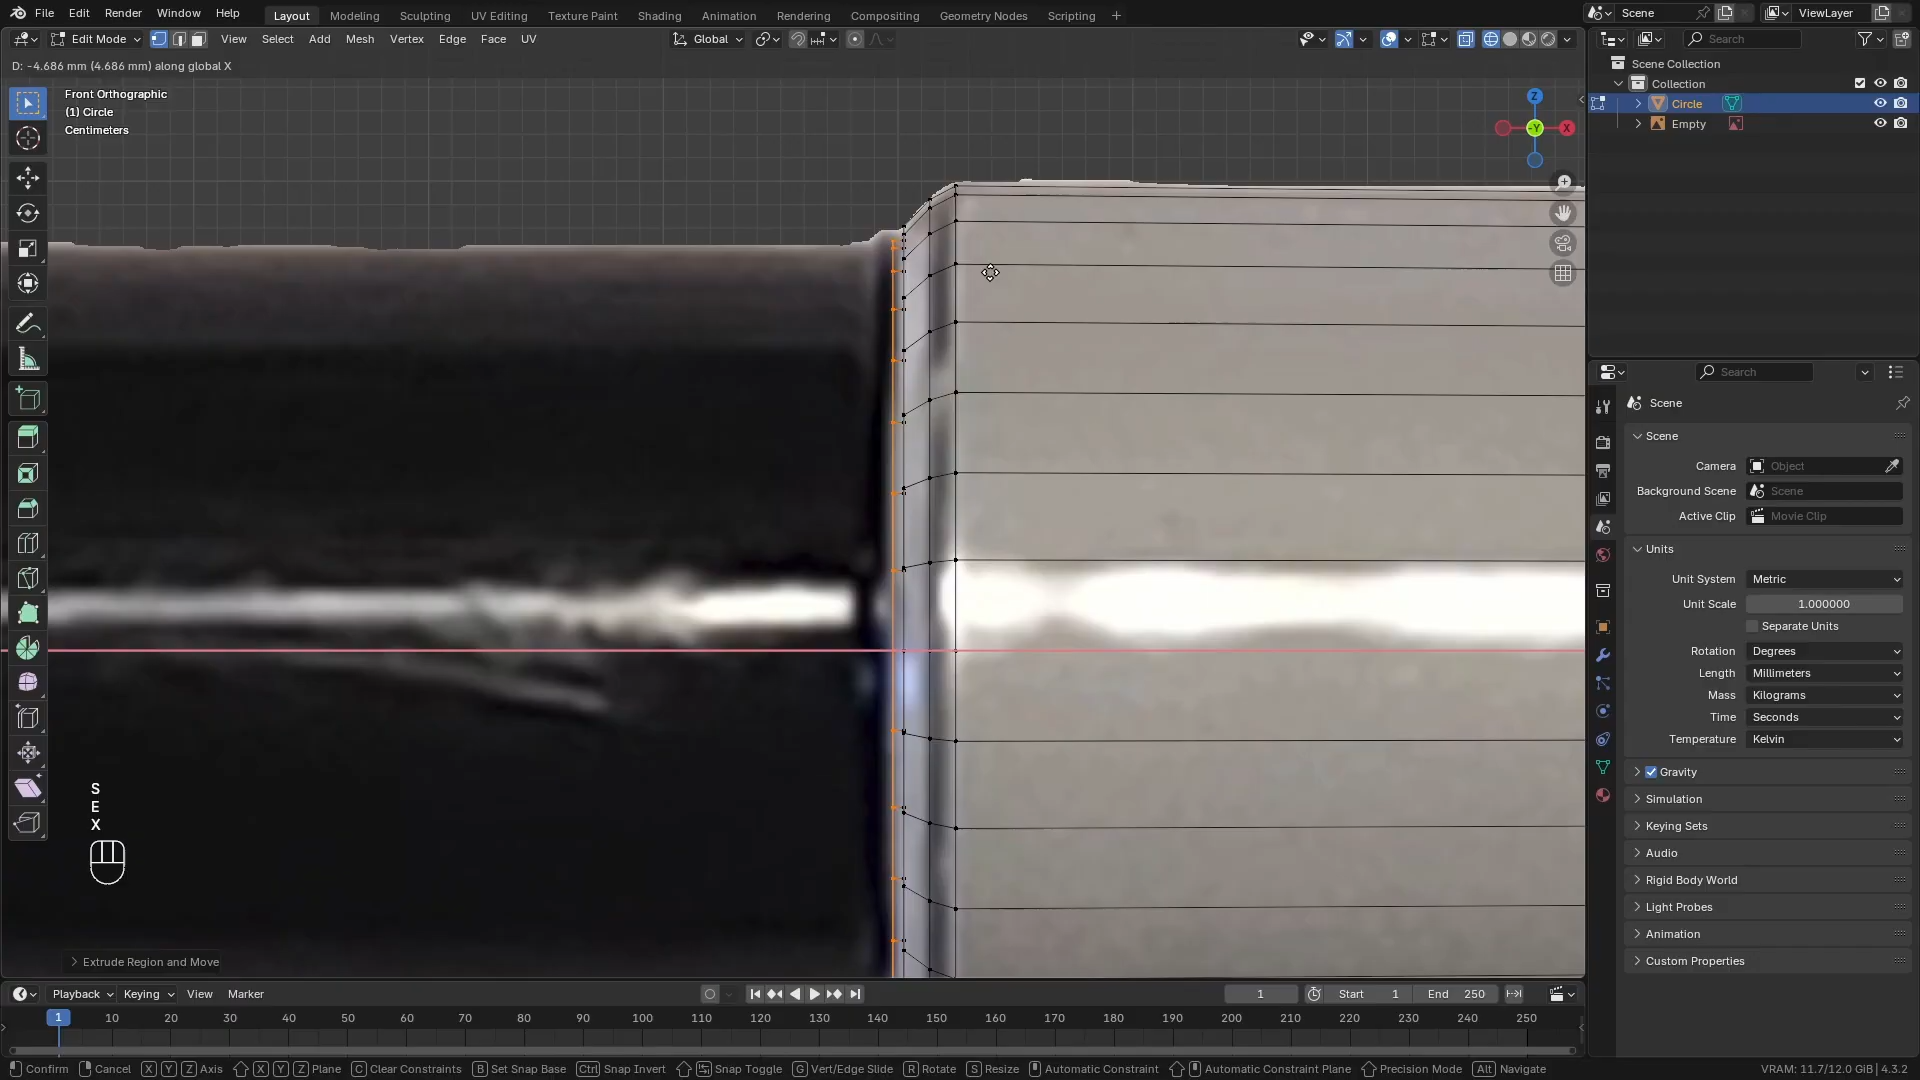 File Edit Render Window Help Layout Modeling Sculpting UV Editing Texture Paint Shading Animation Rendering Compositing Geometry Nodes Scripting + Scene ViewLayer
Edit Mode View Select Add Mesh Vertex Edge Face UV Global Search
D: -4.686 mm (4.686 mm) along global X
Scene Collection
Collection
Circle
Empty
Front Orthographic
(1) Circle
Centimeters
Z
-Y
X
Search
Scene
Scene
Camera Object
Background Scene Scene
Active Clip Movie Clip
Units
Unit System Metric
Unit Scale 1.000000
Separate Units
Rotation Degrees
Length Millimeters
Mass Kilograms
Time Seconds
Temperature Kelvin
Gravity
Simulation
Keying Sets
Audio
Rigid Body World
Light Probes
Animation
Custom Properties
S
E
X
Extrude Region and Move
Playback Keying View Marker 1 Start 1 End 250
1 10 20 30 40 50 60 70 80 90 100 110 120 130 140 150 160 170 180 190 200 210 220 230 240 250
Confirm Cancel X Y Z Axis X Y Z Plane C Clear Constraints B Set Snap Base Ctrl Snap Invert Snap Toggle G Vert/Edge Slide R Rotate S Resize Automatic Constraint Automatic Constraint Plane Precision Mode Alt Navigate VRAM: 11.7/12.0 GiB | 4.3.2